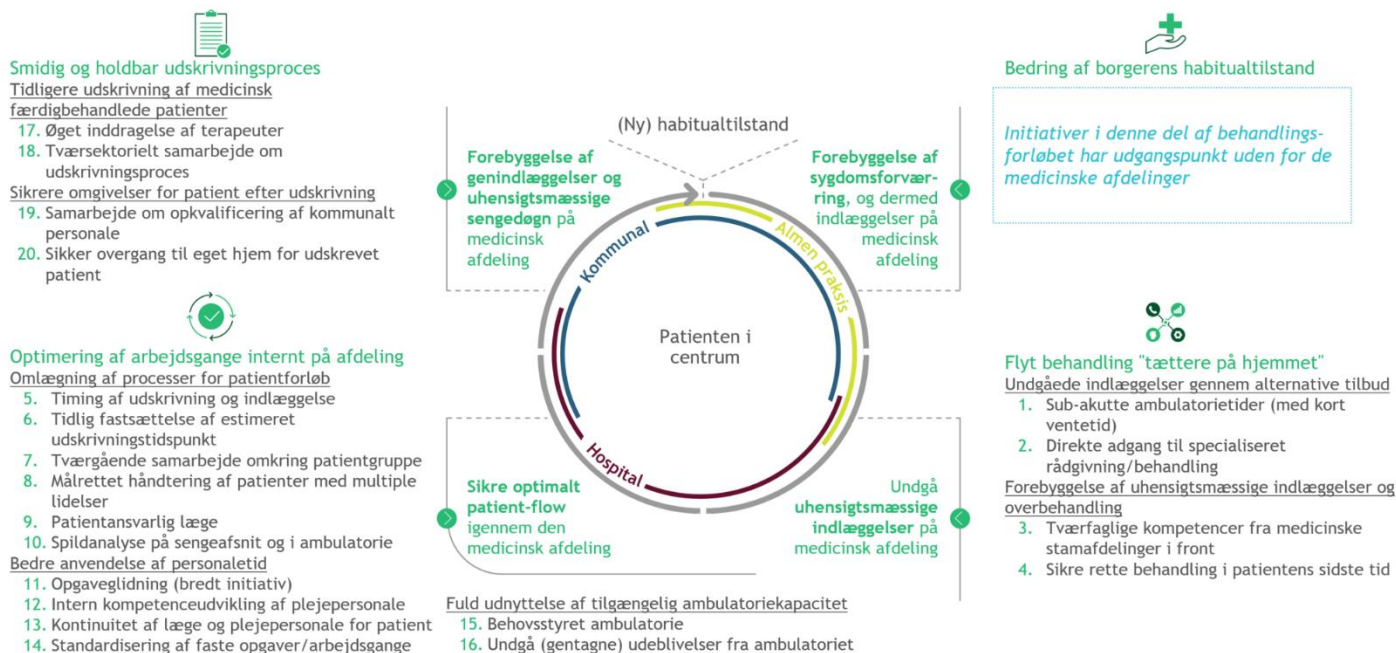 Smidig og holdbar udskrivningsproces
Tidligere udskrivning af medicinsk
færdigbehandlede patienter
17. Øget inddragelse af terapeuter
18. Tværsektorielt samarbejde om
udskrivningsproces
Sikrere omgivelser for patient efter udskrivning
19. Samarbejde om opkvalificering af kommunalt
personale
20. Sikker overgang til eget hjem for udskrevet
patient
Optimering af arbejdsgange internt på afdeling
Omlægning af processer for patientforløb
5. Timing af udskrivning og indlæggelse
6. Tidlig fastsættelse af estimeret
udskrivningstidspunkt
7. Tværgående samarbejde omkring patientgruppe
8. Målrettet håndtering af patienter med multiple
lidelser
9. Patientansvarlig læge
10. Spildanalyse på sengeafsnit og i ambulatorie
Bedre anvendelse af personaletid
11. Opgaveglidning (bredt initiativ)
12. Intern kompetenceudvikling af plejepersonale
13. Kontinuitet af læge og plejepersonale for patient
14. Standardisering af faste opgaver/arbejdsgange
(Ny) habitualtilstand
Forebyggelse af
genindlæggelser og
uhensigtsmæssige
sengedøgn på
medicinsk
afdeling
Forebyggelse af
sygdomsforvær-
ring, og dermed
indlæggelser på
medicinsk
afdeling
Kommunal
Almen praksis
Hospital
Patienten i
centrum
Sikre optimalt
patient-flow
igennem den
medicinsk afdeling
Undgå
uhensigtsmæssige
indlæggelser på
medicinsk afdeling
Fuld udnyttelse af tilgængelig ambulatoriekapacitet
15. Behovsstyret ambulatorie
16. Undgå (gentagne) udeblivelser fra ambulatoriet
Bedring af borgerens habitualtilstand
Initiativer i denne del af behandlings-
forløbet har udgangspunkt uden for de
medicinske afdelinger
Flyt behandling "tættere på hjemmet"
Undgåede indlæggelser gennem alternative tilbud
1. Sub-akutte ambulatorietider (med kort
ventetid)
2. Direkte adgang til specialiseret
rådgivning/behandling
Forebyggelse af uhensigtsmæssige indlæggelser og
overbehandling
3. Tværfaglige kompetencer fra medicinske
stamafdelinger i front
4. Sikre rette behandling i patientens sidste tid